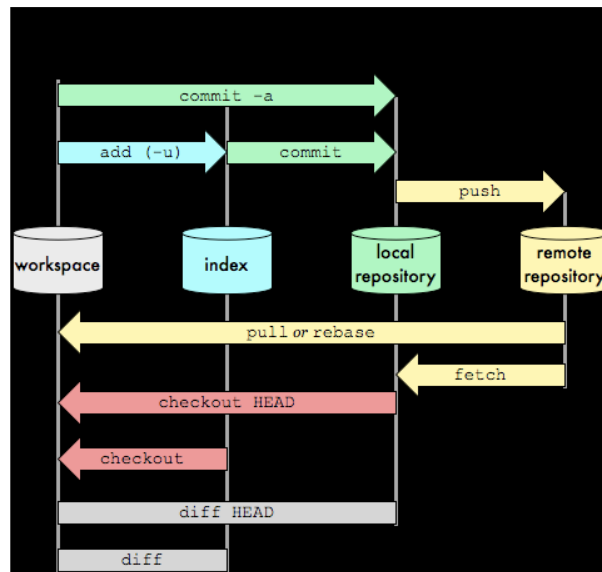 commit -a
add (-u)
commit
push
workspace
index
local
repository
remote
repository
pull or rebase
fetch
checkout HEAD
checkout
diff HEAD
diff